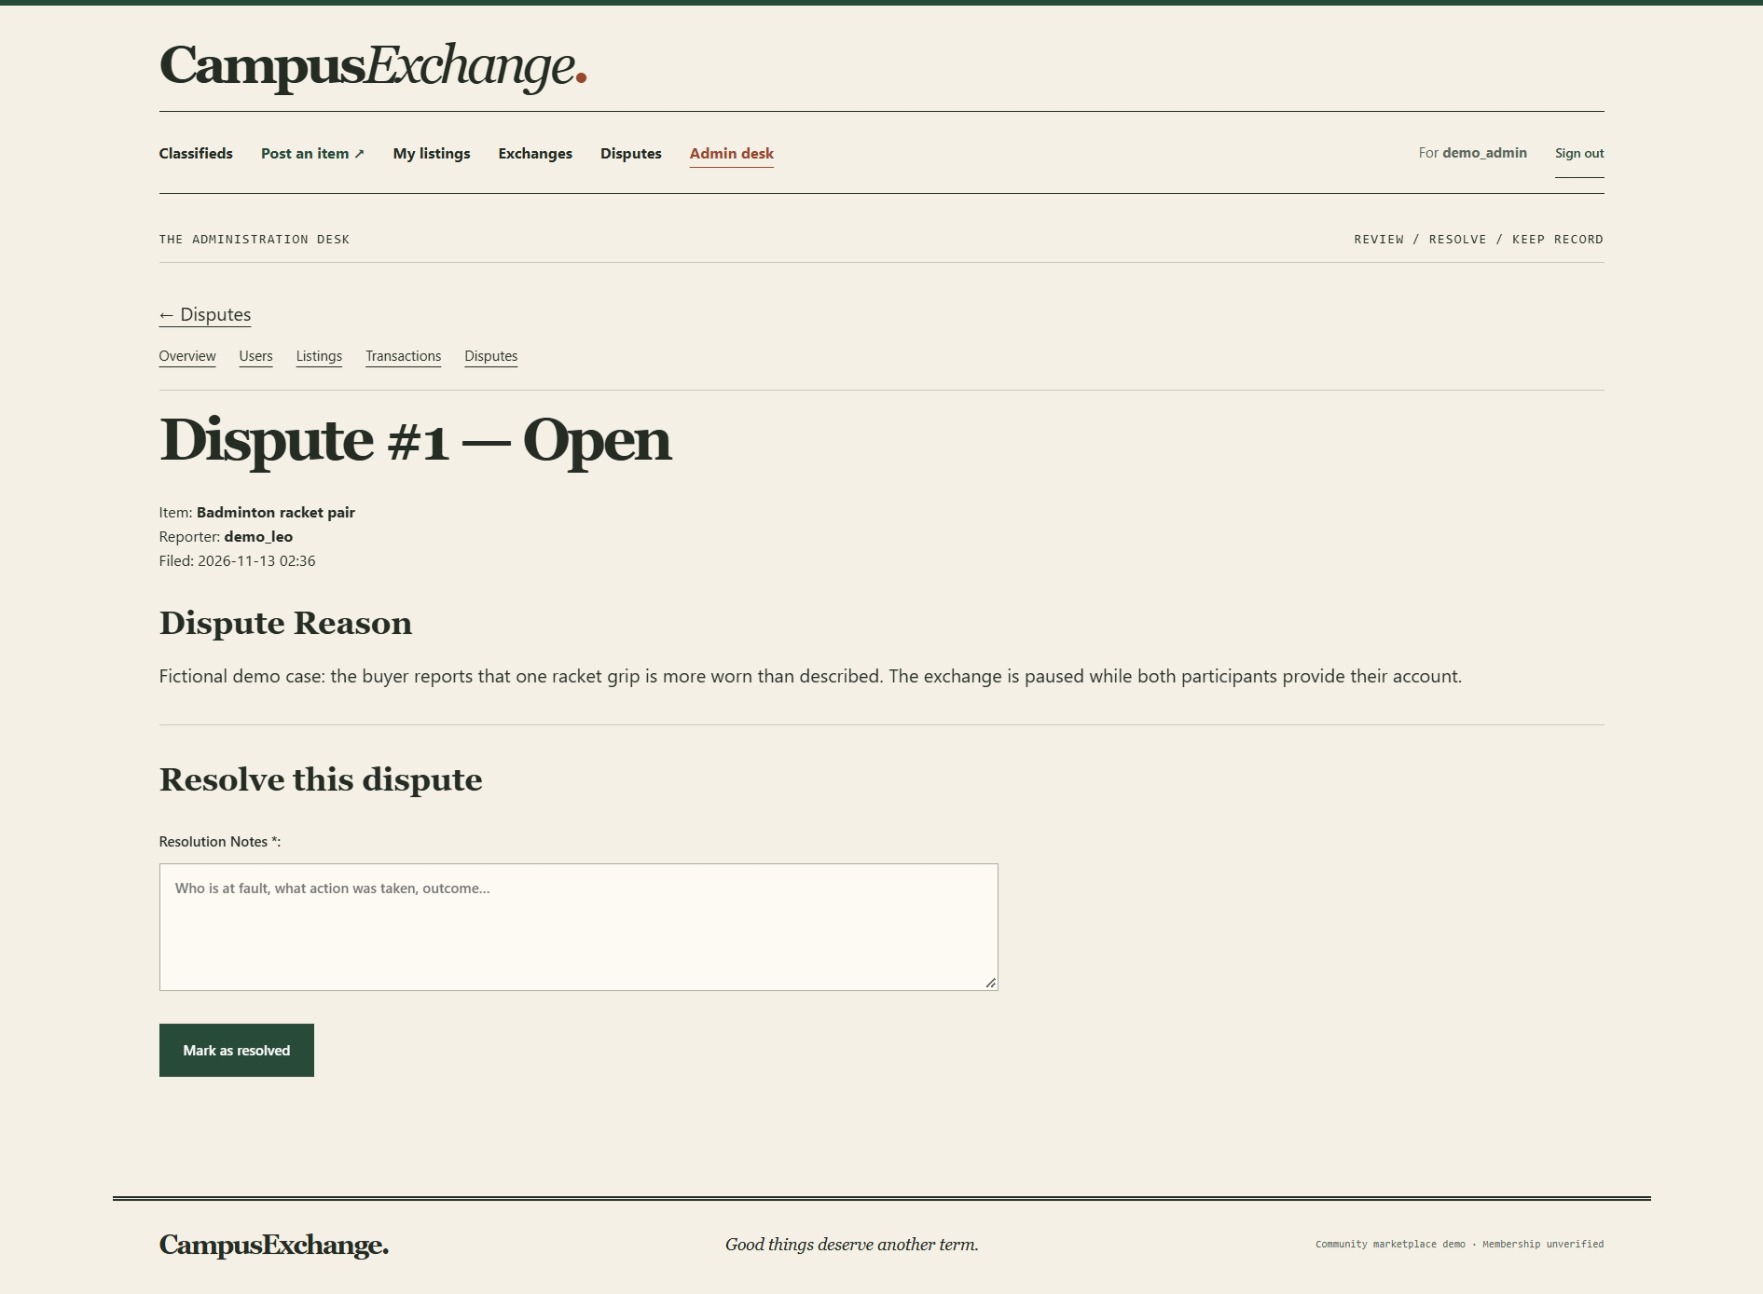 CampusExchange.
Classifieds Post an item ↗ My listings Exchanges Disputes Admin desk For demo_admin Sign out
THE ADMINISTRATION DESK REVIEW / RESOLVE / KEEP RECORD
← Disputes
Overview Users Listings Transactions Disputes
Dispute #1 — Open
Item: Badminton racket pair
Reporter: demo_leo
Filed: 2026-11-13 02:36
Dispute Reason
Fictional demo case: the buyer reports that one racket grip is more worn than described. The exchange is paused while both participants provide their account.
Resolve this dispute
Resolution Notes *:
Who is at fault, what action was taken, outcome...
Mark as resolved
CampusExchange. Good things deserve another term. Community marketplace demo · Membership unverified